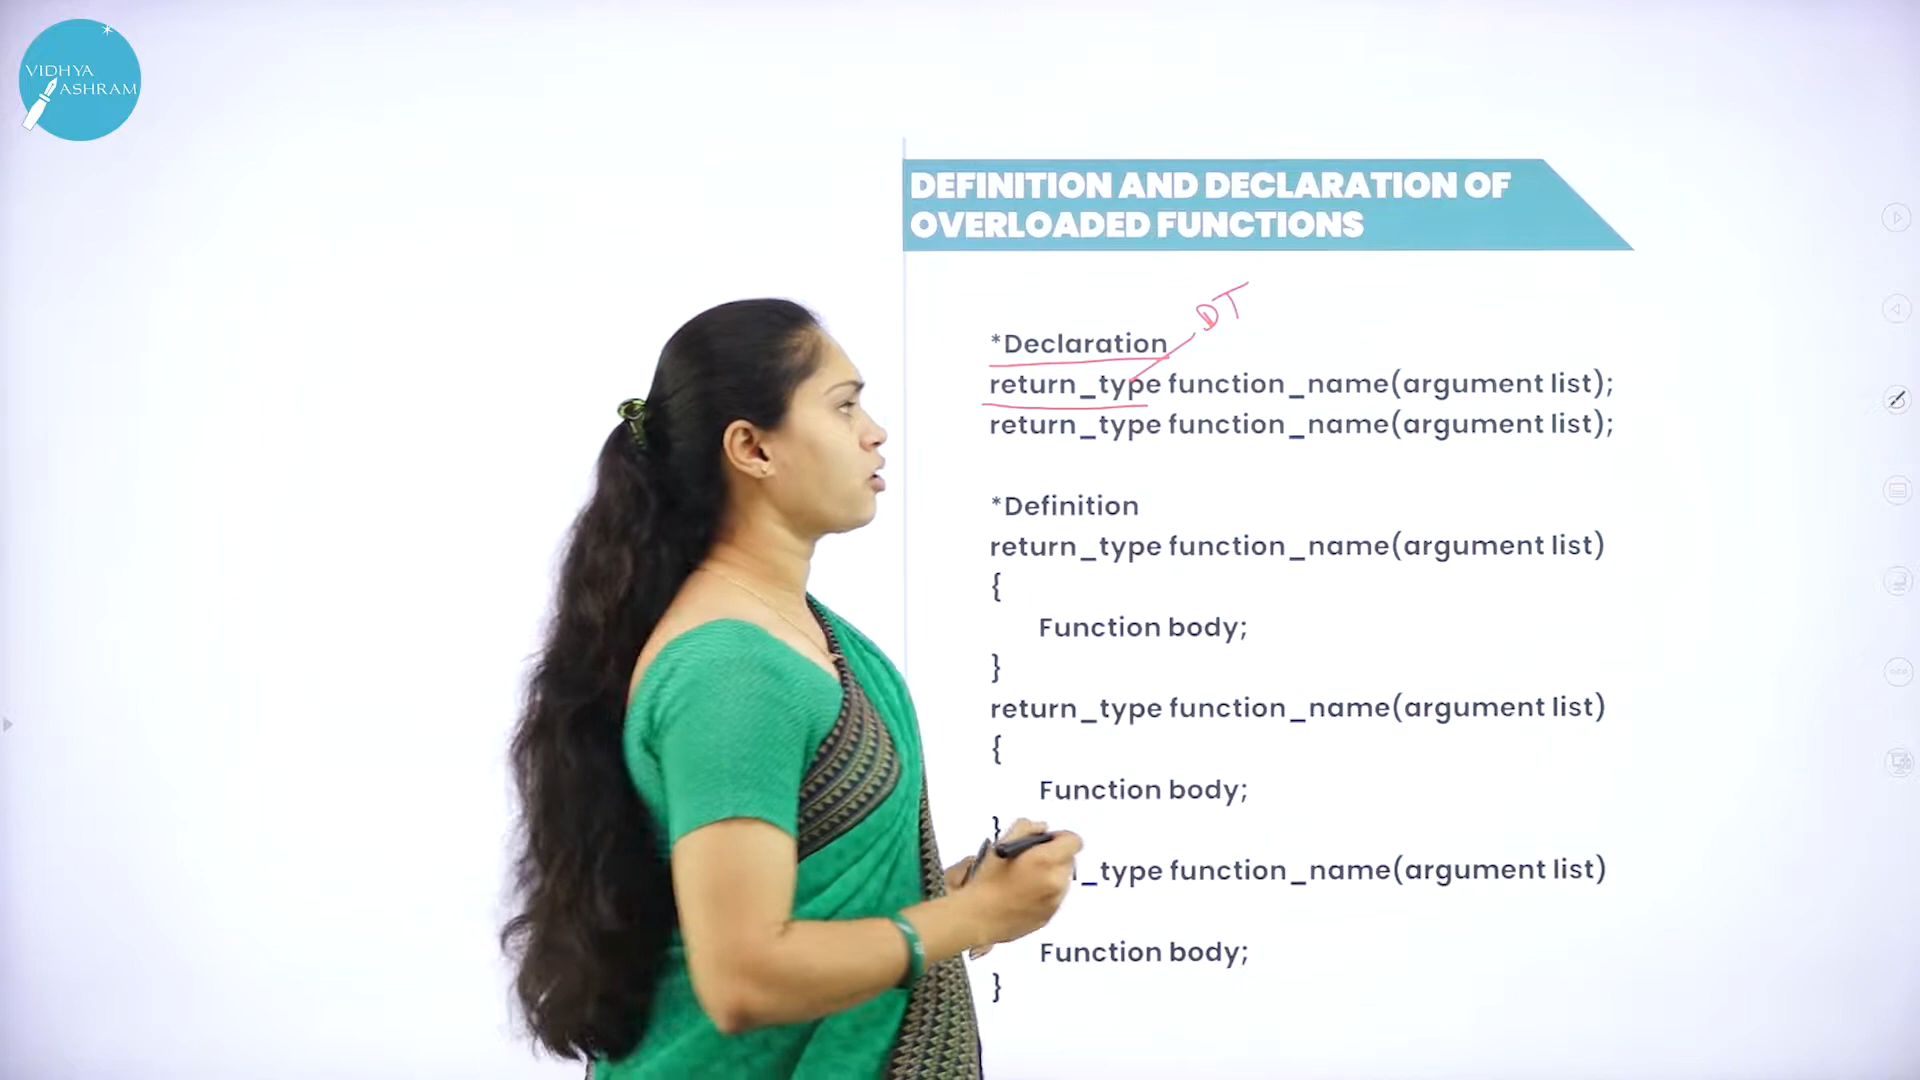 VIDHYA
ASHRAM
DEFINITION AND DECLARATION OF
OVERLOADED FUNCTIONS
DT
*Declaration
return_type function_name(argument list);
return_type function_name(argument list);
*Definition
return_type function_name(argument list)
{
Function body;
}
return_type function_name(argument list)
{
Function body;
}
_type function_name(argument list)
Function body;
}